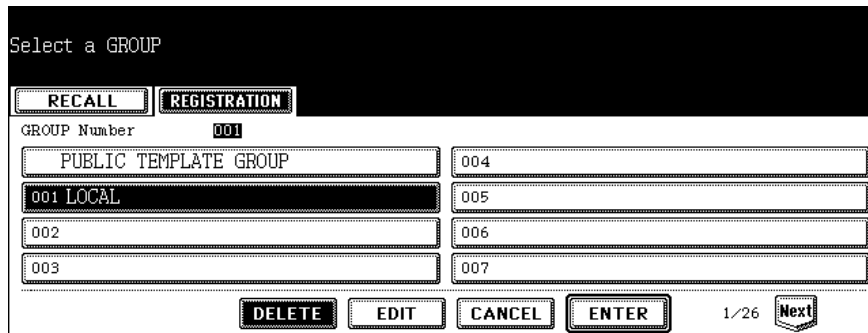 Select a GROUP
RECALL REGISTRATION
GROUP Number 001
PUBLIC TEMPLATE GROUP 004
001 LOCAL 005
002 006
003 007
DELETE EDIT CANCEL ENTER 1/26 Next